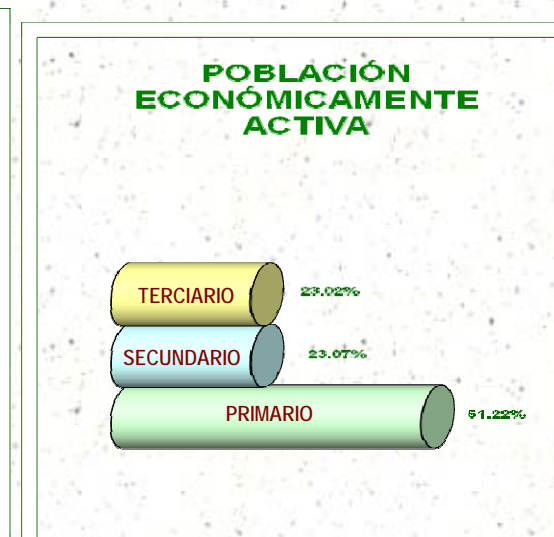 POBLACIÓN
ECONÓMICAMENTE
ACTIVA
TERCIARIO 23.02%
SECUNDARIO 23.07%
PRIMARIO 51.22%